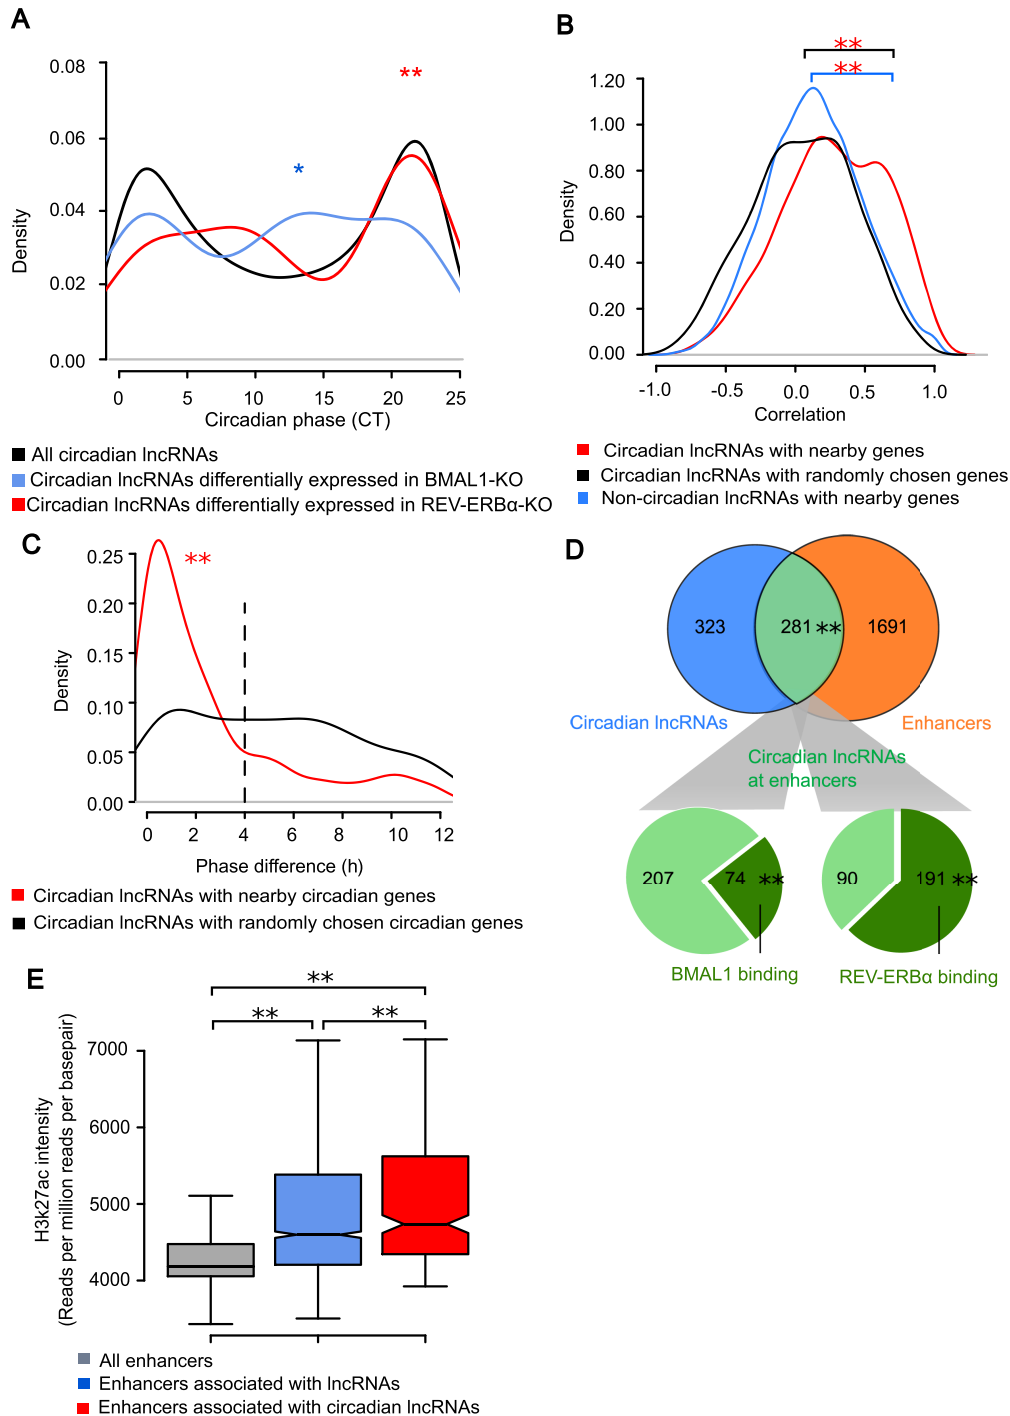 A
**
*
0.08
0.06
0.04
0.02
0.00
Density
0 5 10 15 20 25
Circadian phase (CT)
All circadian lncRNAs
Circadian lncRNAs differentially expressed in BMAL1-KO
Circadian lncRNAs differentially expressed in REV-ERBα-KO
B
**
**
1.20
1.00
0.80
0.60
0.40
0.20
0.00
Density
-1.0 -0.5 0.0 0.5 1.0
Correlation
Circadian lncRNAs with nearby genes
Circadian lncRNAs with randomly chosen genes
Non-circadian lncRNAs with nearby genes
C
**
0.25
0.20
0.15
0.10
0.05
0.00
Density
0 2 4 6 8 10 12
Phase difference (h)
Circadian lncRNAs with nearby circadian genes
Circadian lncRNAs with randomly chosen circadian genes
D
323 281 ** 1691
Circadian lncRNAs
Enhancers
Circadian lncRNAs
at enhancers
207 74 **
90 191 **
BMAL1 binding
REV-ERBα binding
E
**
** **
7000
6000
5000
4000
H3k27ac intensity
(Reads per million reads per basepair)
All enhancers
Enhancers associated with lncRNAs
Enhancers associated with circadian lncRNAs